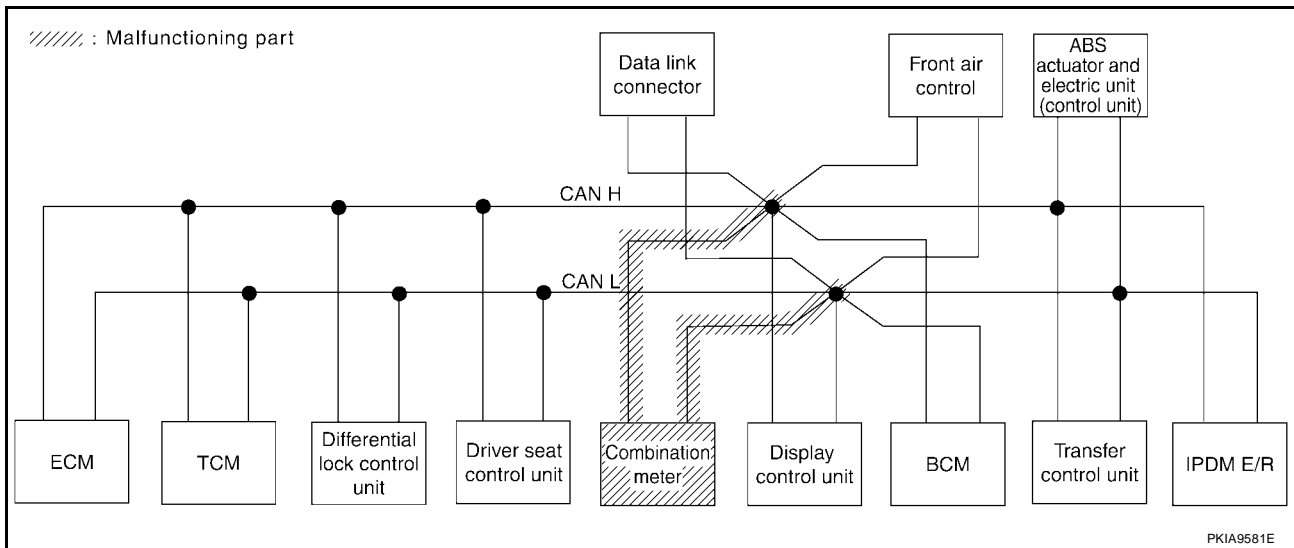 : Malfunctioning part
Data link
connector
Front air
control
ABS
actuator and
electric unit
(control unit)
CAN H
CAN L
ECM
TCM
Differential
lock control
unit
Driver seat
control unit
Combination
meter
Display
control unit
BCM
Transfer
control unit
IPDM E/R
PKIA9581E